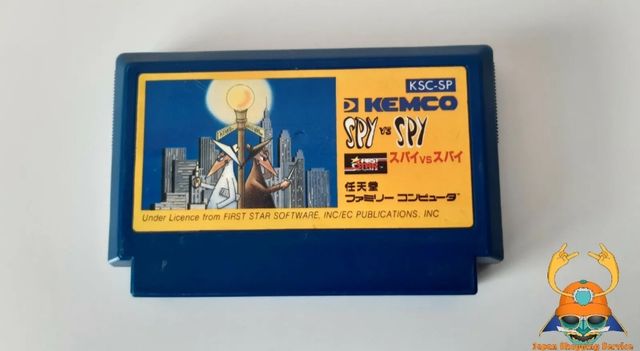 KSC-SP
KEMCO
SPY vs SPY
FIRST STAR
スパイvsスパイ
任天堂
ファミリー コンピュータ
Under Licence from FIRST STAR SOFTWARE, INC/EC PUBLICATIONS, INC
Japan Shopping Service